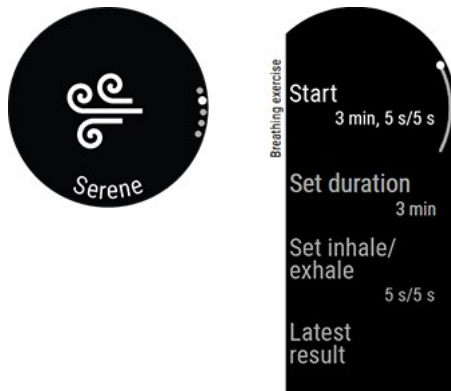 Serene
Breathing exercise
Start
3 min, 5 s/5 s
Set duration
3 min
Set inhale/
exhale
5 s/5 s
Latest
result